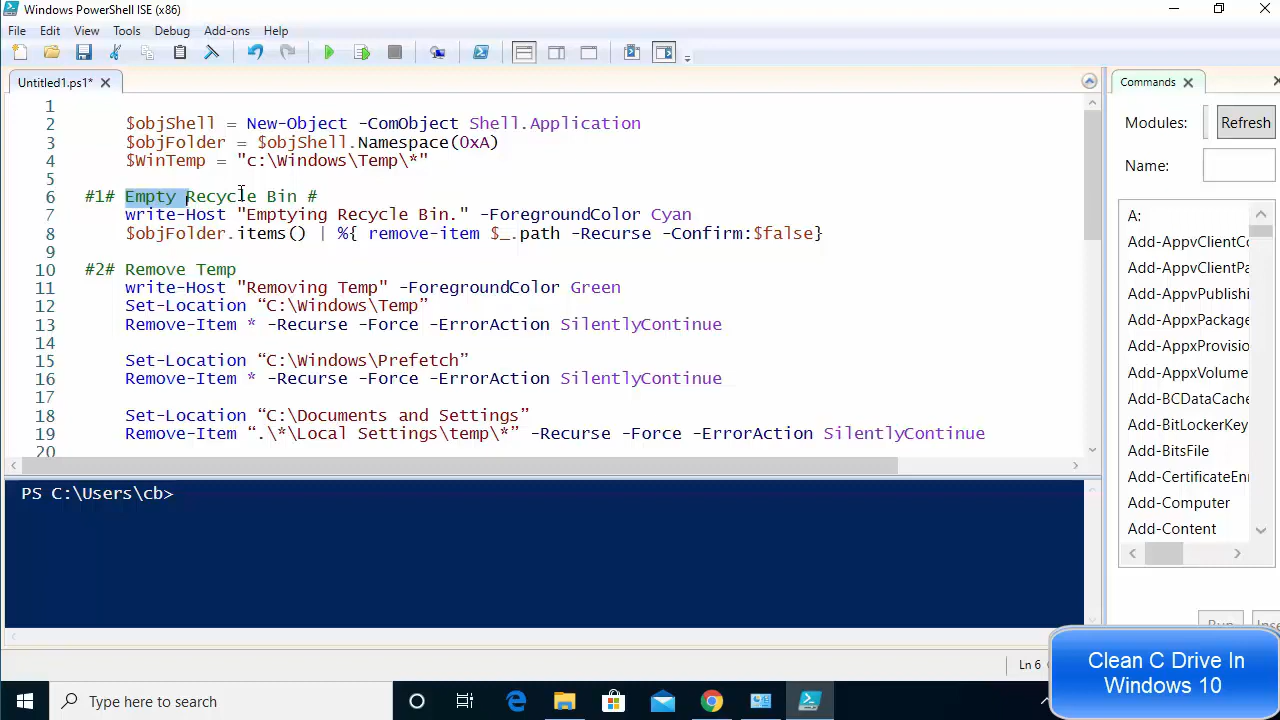 Windows PowerShell ISE (x86)
File Edit View Tools Debug Add-ons Help
Untitled1.ps1*
1
2 $objShell = New-Object -ComObject Shell.Application
3 $objFolder = $objShell.Namespace(0xA)
4 $WinTemp = "c:\Windows\Temp\*"
5
6 #1# Empty Recycle Bin #
7 write-Host "Emptying Recycle Bin." -ForegroundColor Cyan
8 $objFolder.items() | %{ remove-item $_.path -Recurse -Confirm:$false}
9
10 #2# Remove Temp
11 write-Host "Removing Temp" -ForegroundColor Green
12 Set-Location “C:\Windows\Temp”
13 Remove-Item * -Recurse -Force -ErrorAction SilentlyContinue
14
15 Set-Location “C:\Windows\Prefetch”
16 Remove-Item * -Recurse -Force -ErrorAction SilentlyContinue
17
18 Set-Location “C:\Documents and Settings”
19 Remove-Item “.\*\Local Settings\temp\*” -Recurse -Force -ErrorAction SilentlyContinue
20
PS C:\Users\cb>
Ln 6
Commands
Modules: Refresh
Name:
A:
Add-AppvClientCo
Add-AppvClientPa
Add-AppvPublishi
Add-AppxPackage
Add-AppxProvisio
Add-AppxVolume
Add-BCDataCache
Add-BitLockerKey
Add-BitsFile
Add-CertificateEn
Add-Computer
Add-Content
Run Inse
Clean C Drive In
Windows 10
Type here to search